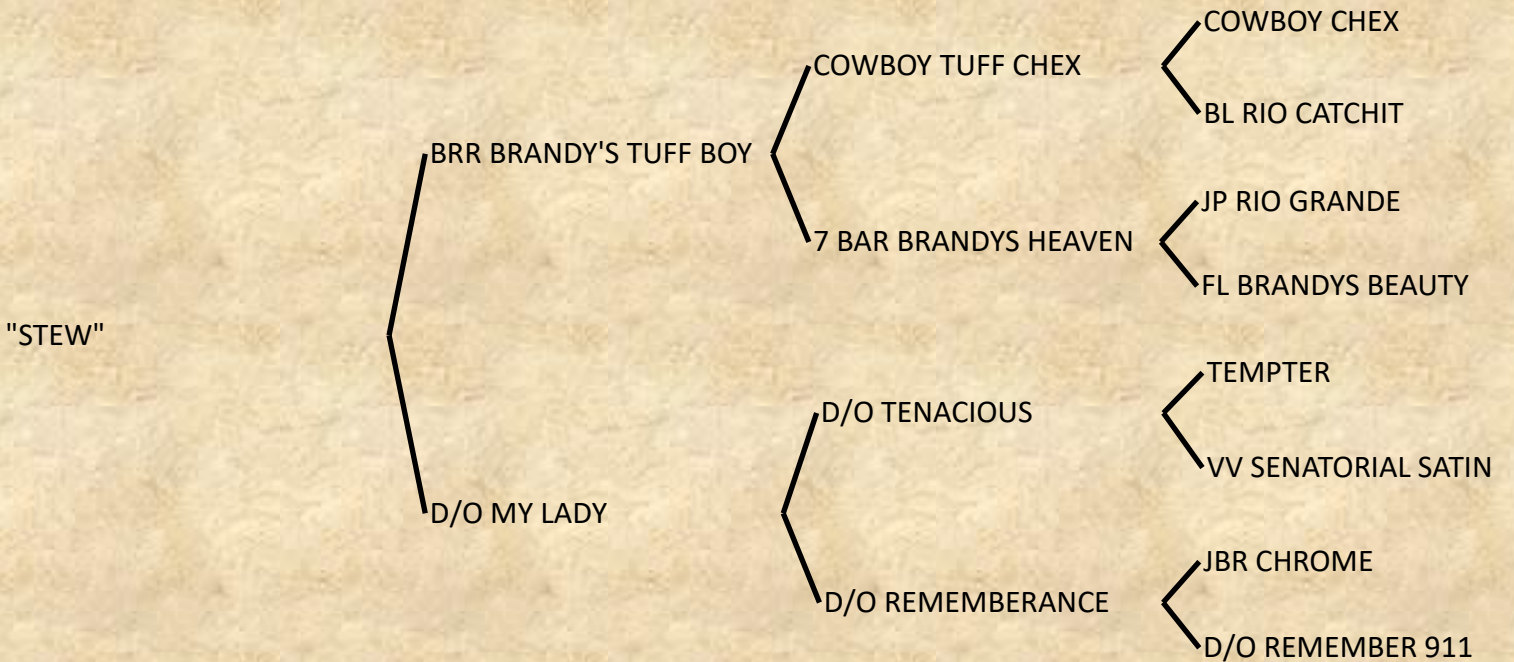 "STEW"
BRR BRANDY'S TUFF BOY
D/O MY LADY
COWBOY TUFF CHEX
7 BAR BRANDYS HEAVEN
D/O TENACIOUS
D/O REMEMBERANCE
COWBOY CHEX
BL RIO CATCHIT
JP RIO GRANDE
FL BRANDYS BEAUTY
TEMPTER
VV SENATORIAL SATIN
JBR CHROME
D/O REMEMBER 911